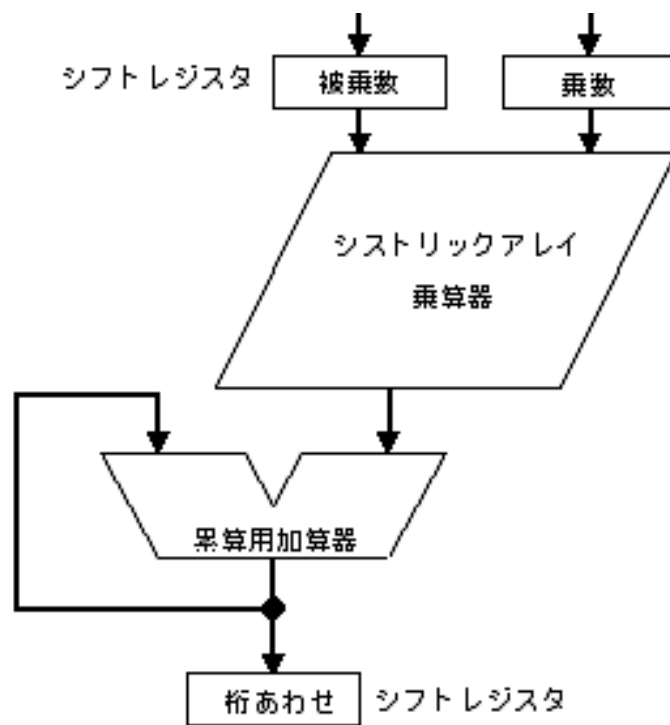 シフトレジスタ
被乗数
乗数
シストリックアレイ
乗算器
累算用加算器
桁あわせ
シフトレジスタ